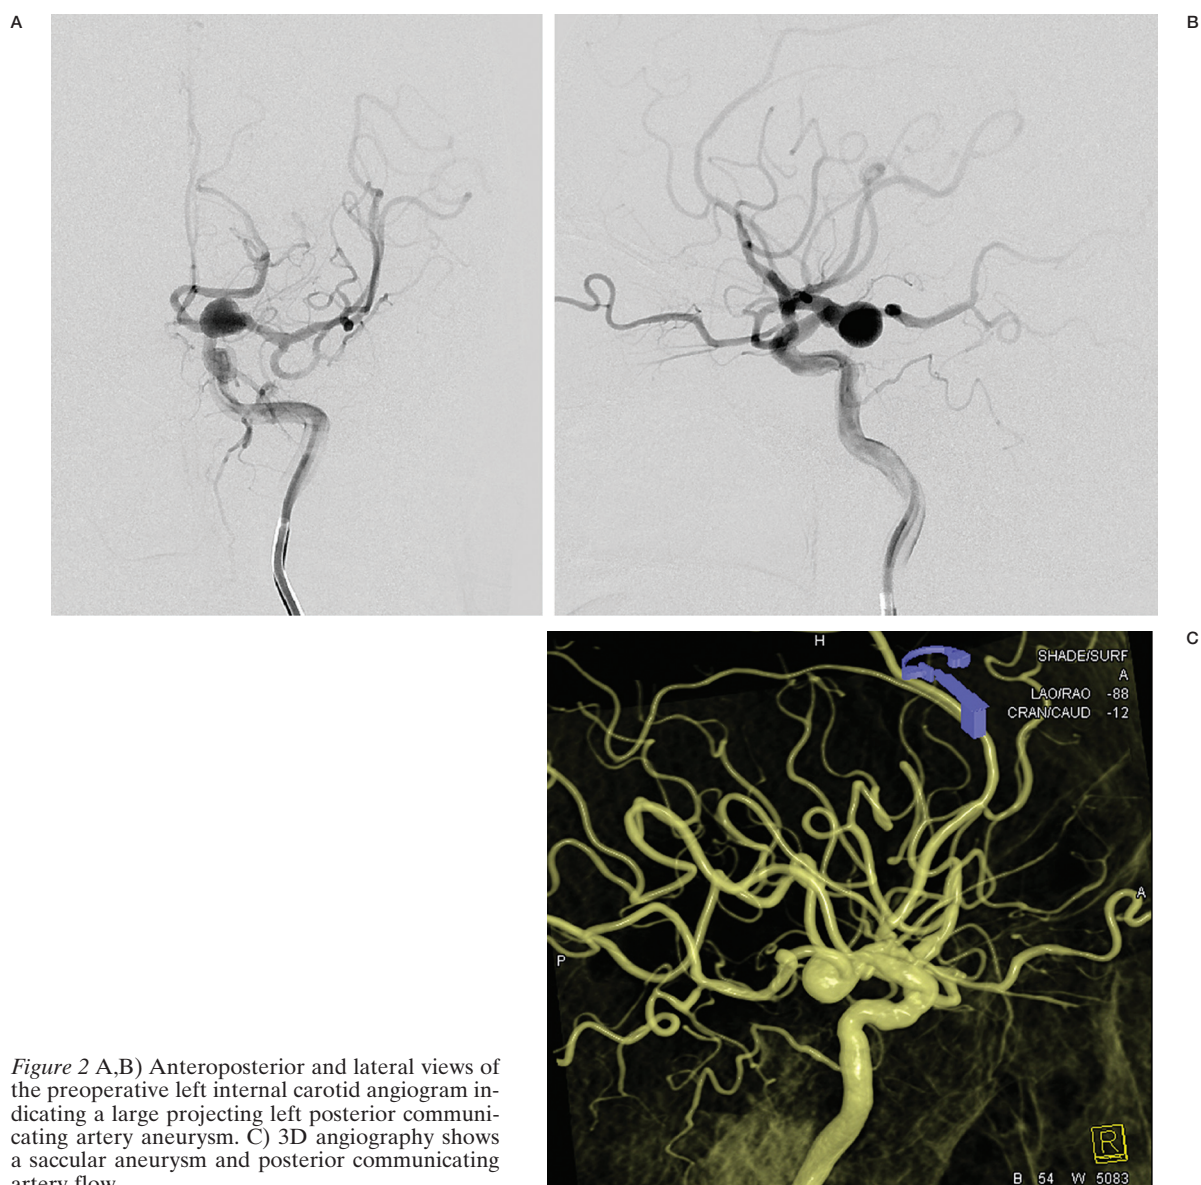 A
B
C
H
SHADE/SURF
A
LAO/RAO -88
CRAN/CAUD -12
A
P
R
B 54 W 5083
Figure 2 A,B) Anteroposterior and lateral views of
the preoperative left internal carotid angiogram in-
dicating a large projecting left posterior communi-
cating artery aneurysm. C) 3D angiography shows
a saccular aneurysm and posterior communicating
artery flow.